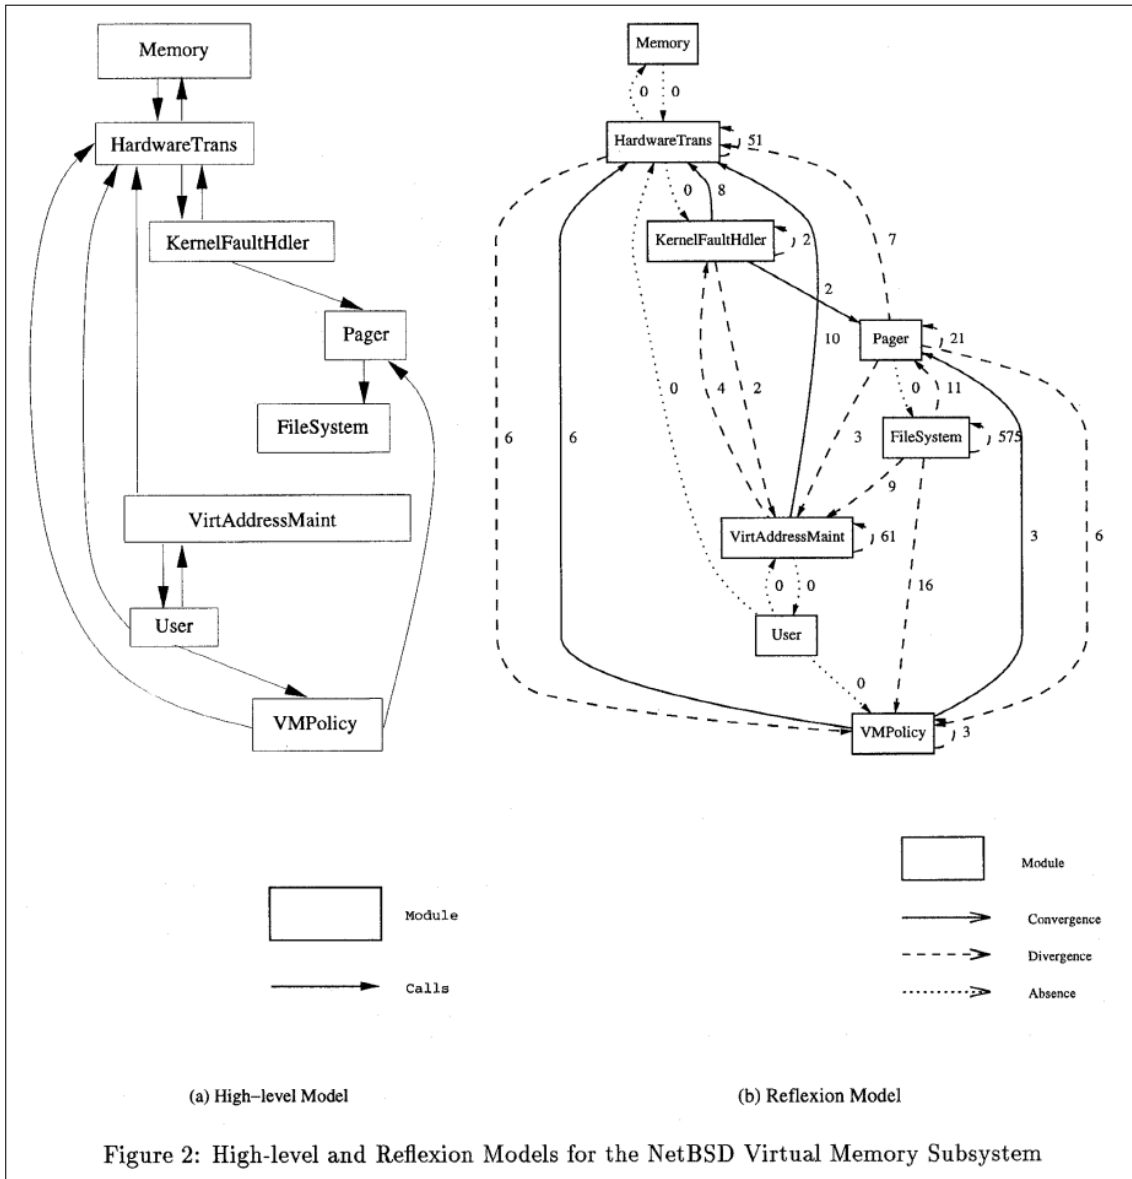 Memory
HardwareTrans
KernelFaultHdler
Pager
FileSystem
VirtAddressMaint
User
VMPolicy
Module
Calls
(a) High-level Model
Memory
0 0
HardwareTrans 51
0 8
KernelFaultHdler 2
7
2
Pager 21
10
0 4 2 0 11
FileSystem 575
6 6 3
9
VirtAddressMaint 61
3 6
0 0 16
User
0
VMPolicy 3
Module
Convergence
Divergence
Absence
(b) Reflexion Model
Figure 2: High-level and Reflexion Models for the NetBSD Virtual Memory Subsystem